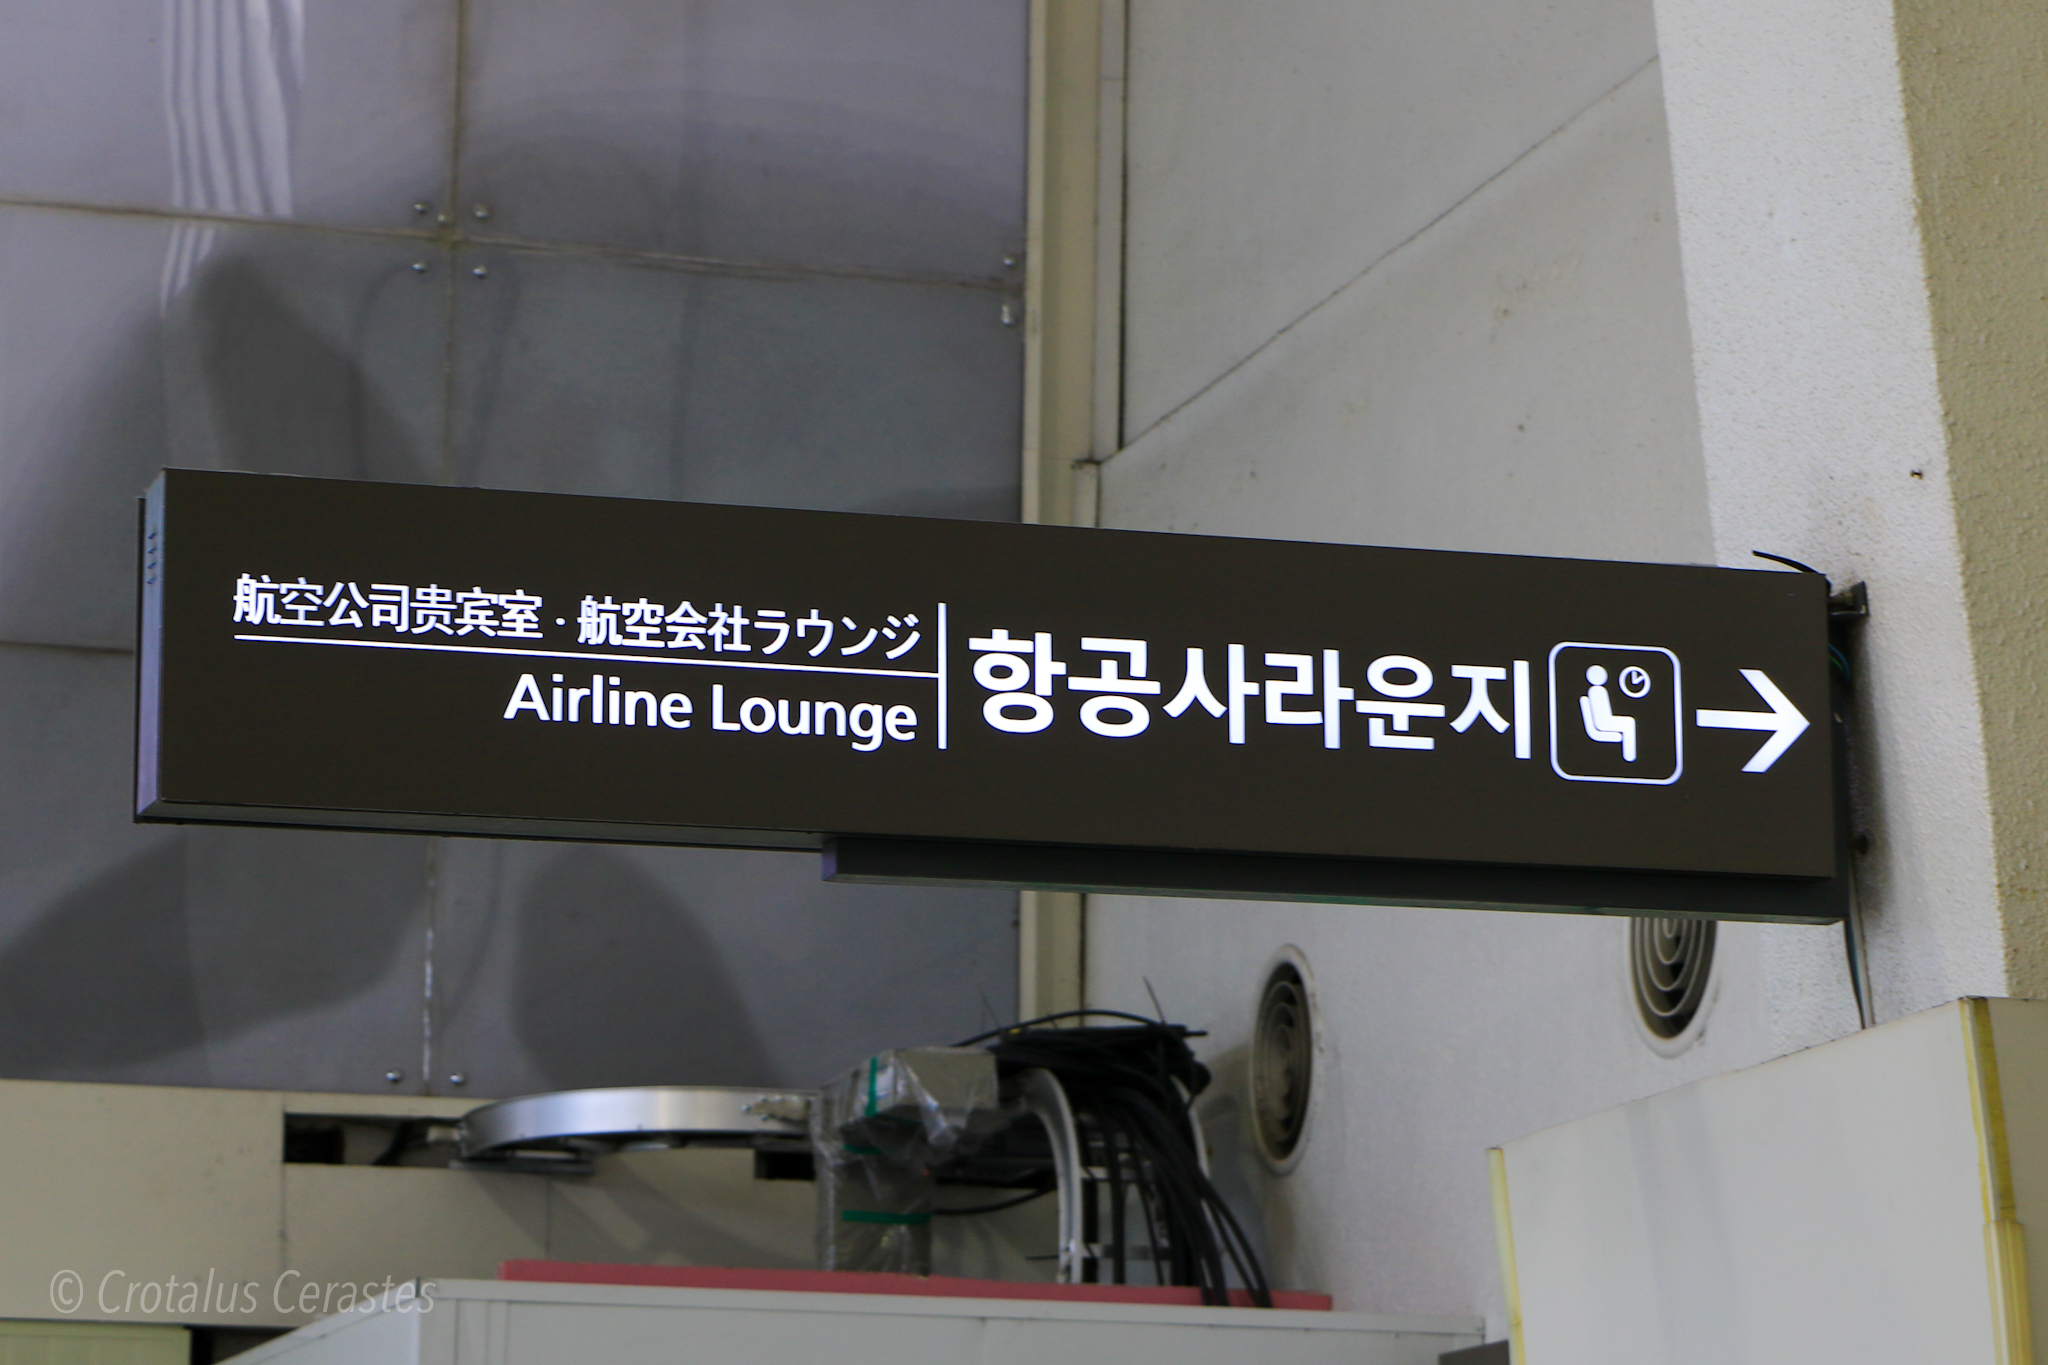 航空公司贵宾室 · 航空会社ラウンジ
Airline Lounge
항공사라운지
© Crotalus Cerastes